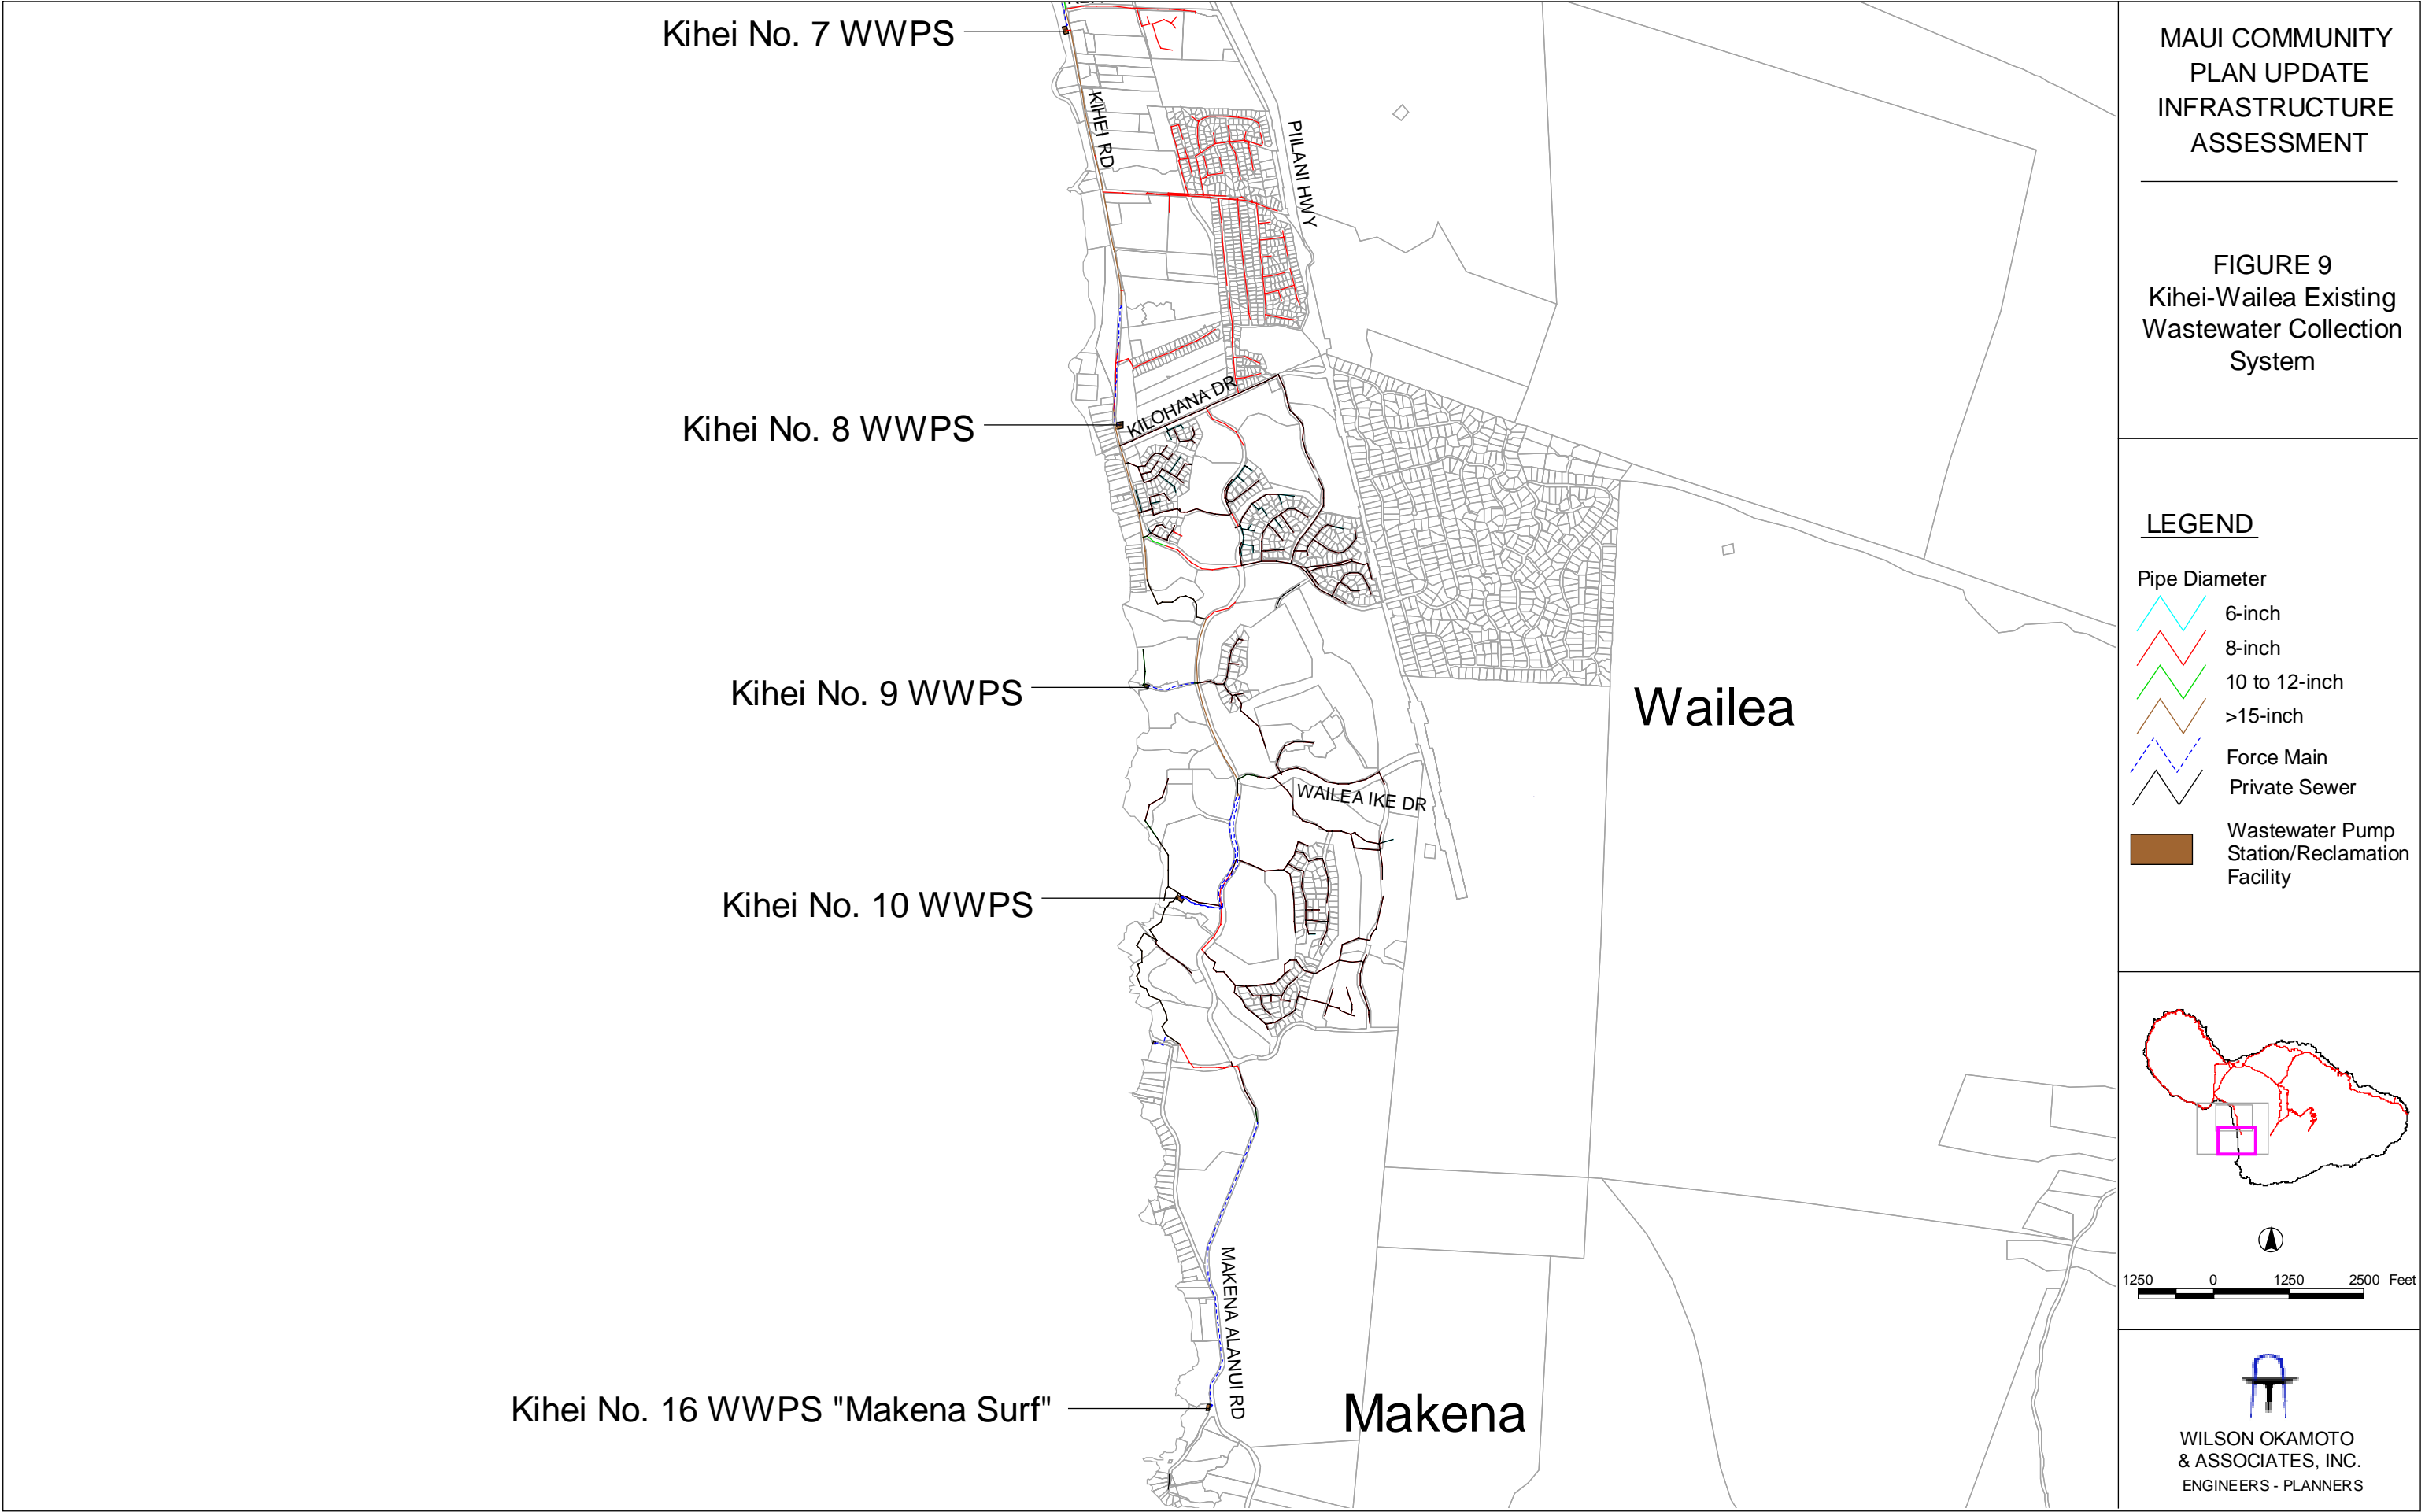 Kihei No. 7 WWPS
KIHEI RD
PIILANI HWY
Kihei No. 8 WWPS
KILOHANA DR
Kihei No. 9 WWPS
Wailea
WAILEA IKE DR
Kihei No. 10 WWPS
MAKENA ALANUI RD
Kihei No. 16 WWPS "Makena Surf"
Makena
MAUI COMMUNITY
PLAN UPDATE
INFRASTRUCTURE
ASSESSMENT
FIGURE 9
Kihei-Wailea Existing
Wastewater Collection
System
LEGEND
Pipe Diameter
6-inch
8-inch
10 to 12-inch
>15-inch
Force Main
Private Sewer
Wastewater Pump
Station/Reclamation
Facility
1250 0 1250 2500 Feet
WILSON OKAMOTO
& ASSOCIATES, INC.
ENGINEERS - PLANNERS